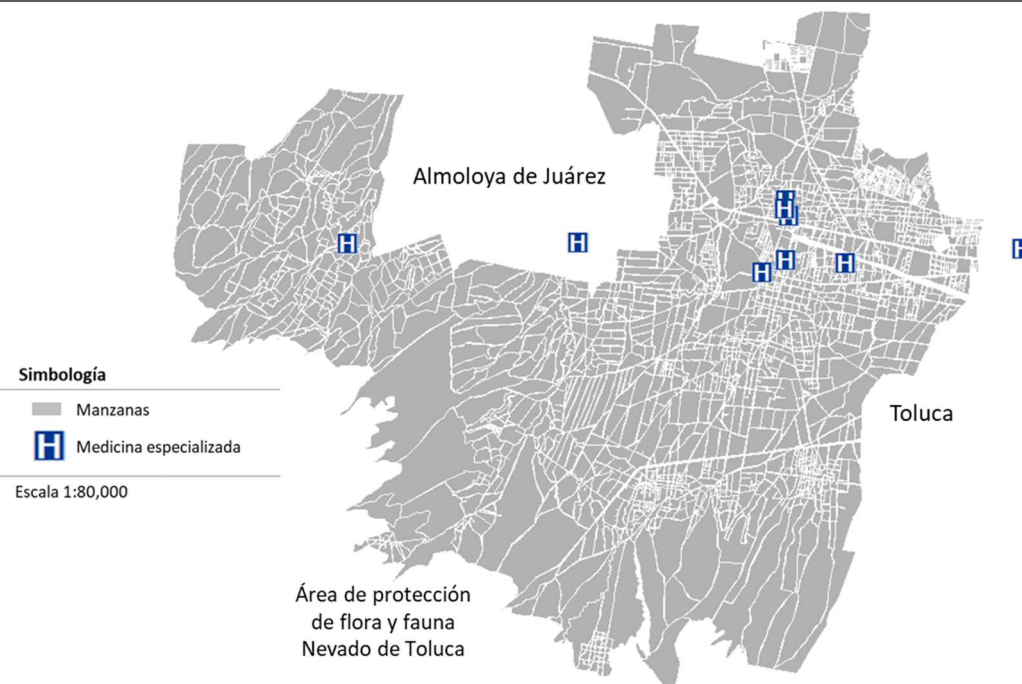 Almoloya de Juárez
H
H
H
H
H
H
H
H
Simbología
Manzanas
H Medicina especializada
Escala 1:80,000
Toluca
Área de protección
de flora y fauna
Nevado de Toluca